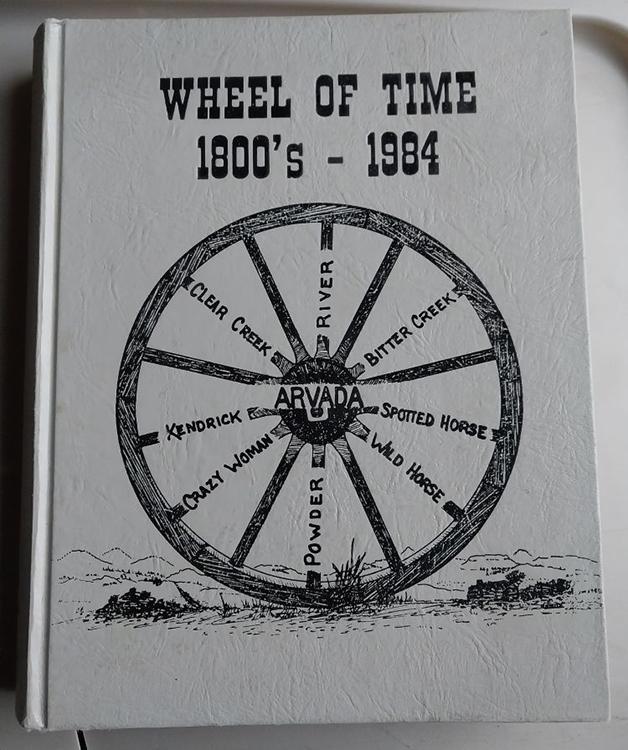 WHEEL OF TIME
1800's - 1984
RIVER
CLEAR CREEK
BITTER CREEK
ARVADA
KENDRICK
SPOTTED HORSE
CRAZY WOMAN
WILD HORSE
POWDER